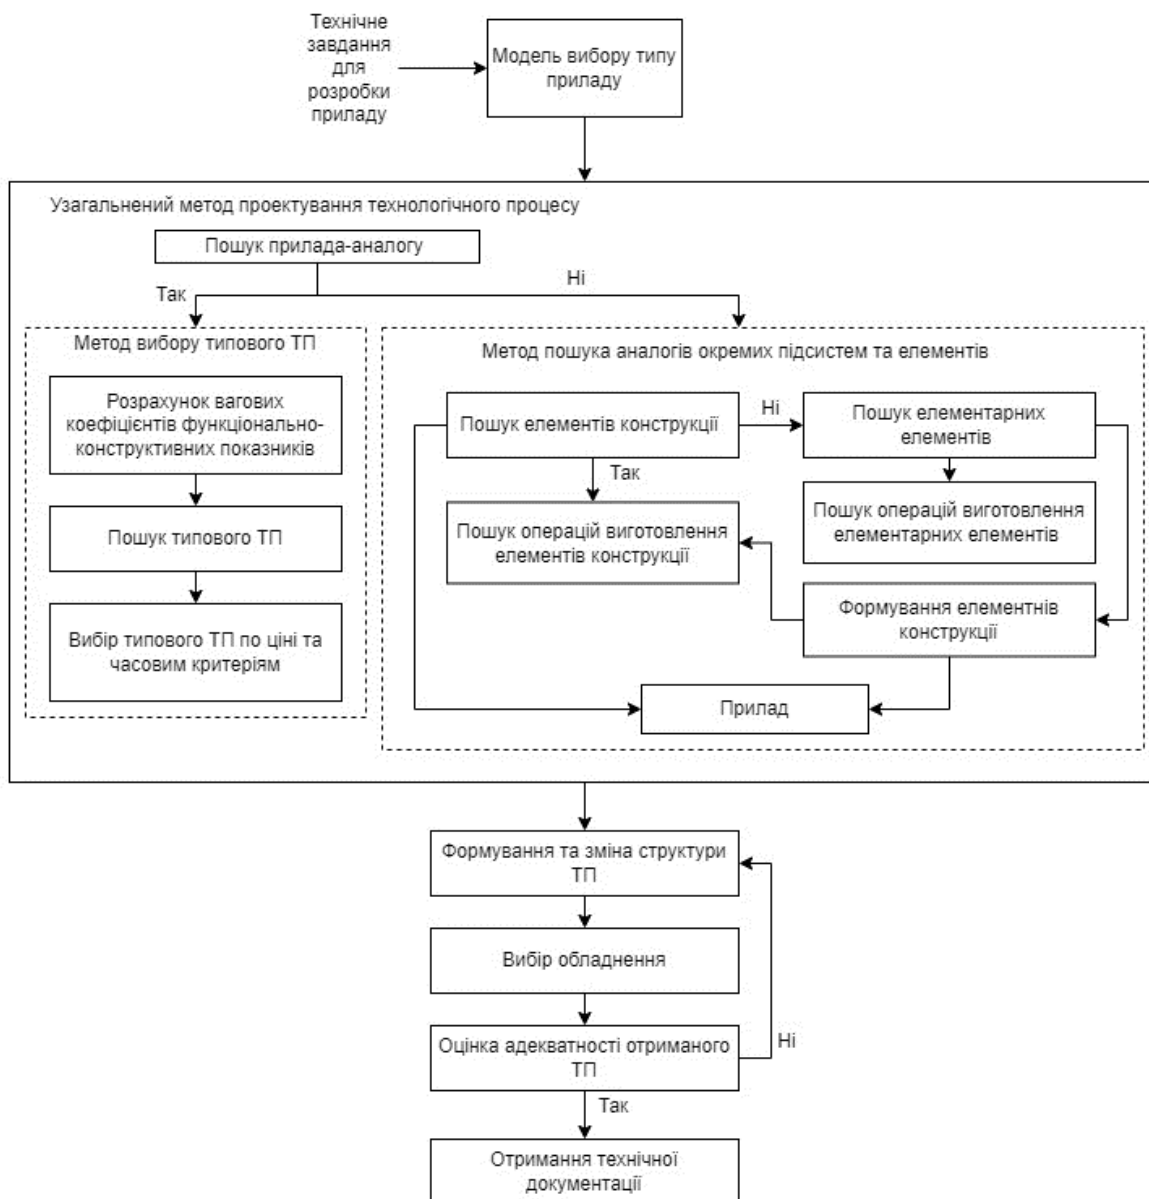 Технічне
завдання
для
розробки
приладу
Модель вибору типу
приладу
Узагальнений метод проектування технологічного процесу
Пошук прилада-аналогу
Так
Ні
Метод вибору типового ТП
Розрахунок вагових
коефіцієнтів функціонально-
конструктивних показників
Пошук типового ТП
Вибір типового ТП по ціні та
часовим критеріям
Метод пошука аналогів окремих підсистем та елементів
Пошук елементів конструкції
Ні
Пошук елементарних
елементів
Так
Пошук операцій виготовлення
елементів конструкції
Пошук операцій виготовлення
елементарних елементів
Формування елементнів
конструкції
Прилад
Формування та зміна структури
ТП
Вибір обладнення
Оцінка адекватності отриманого
ТП
Ні
Так
Отримання технічної
документації